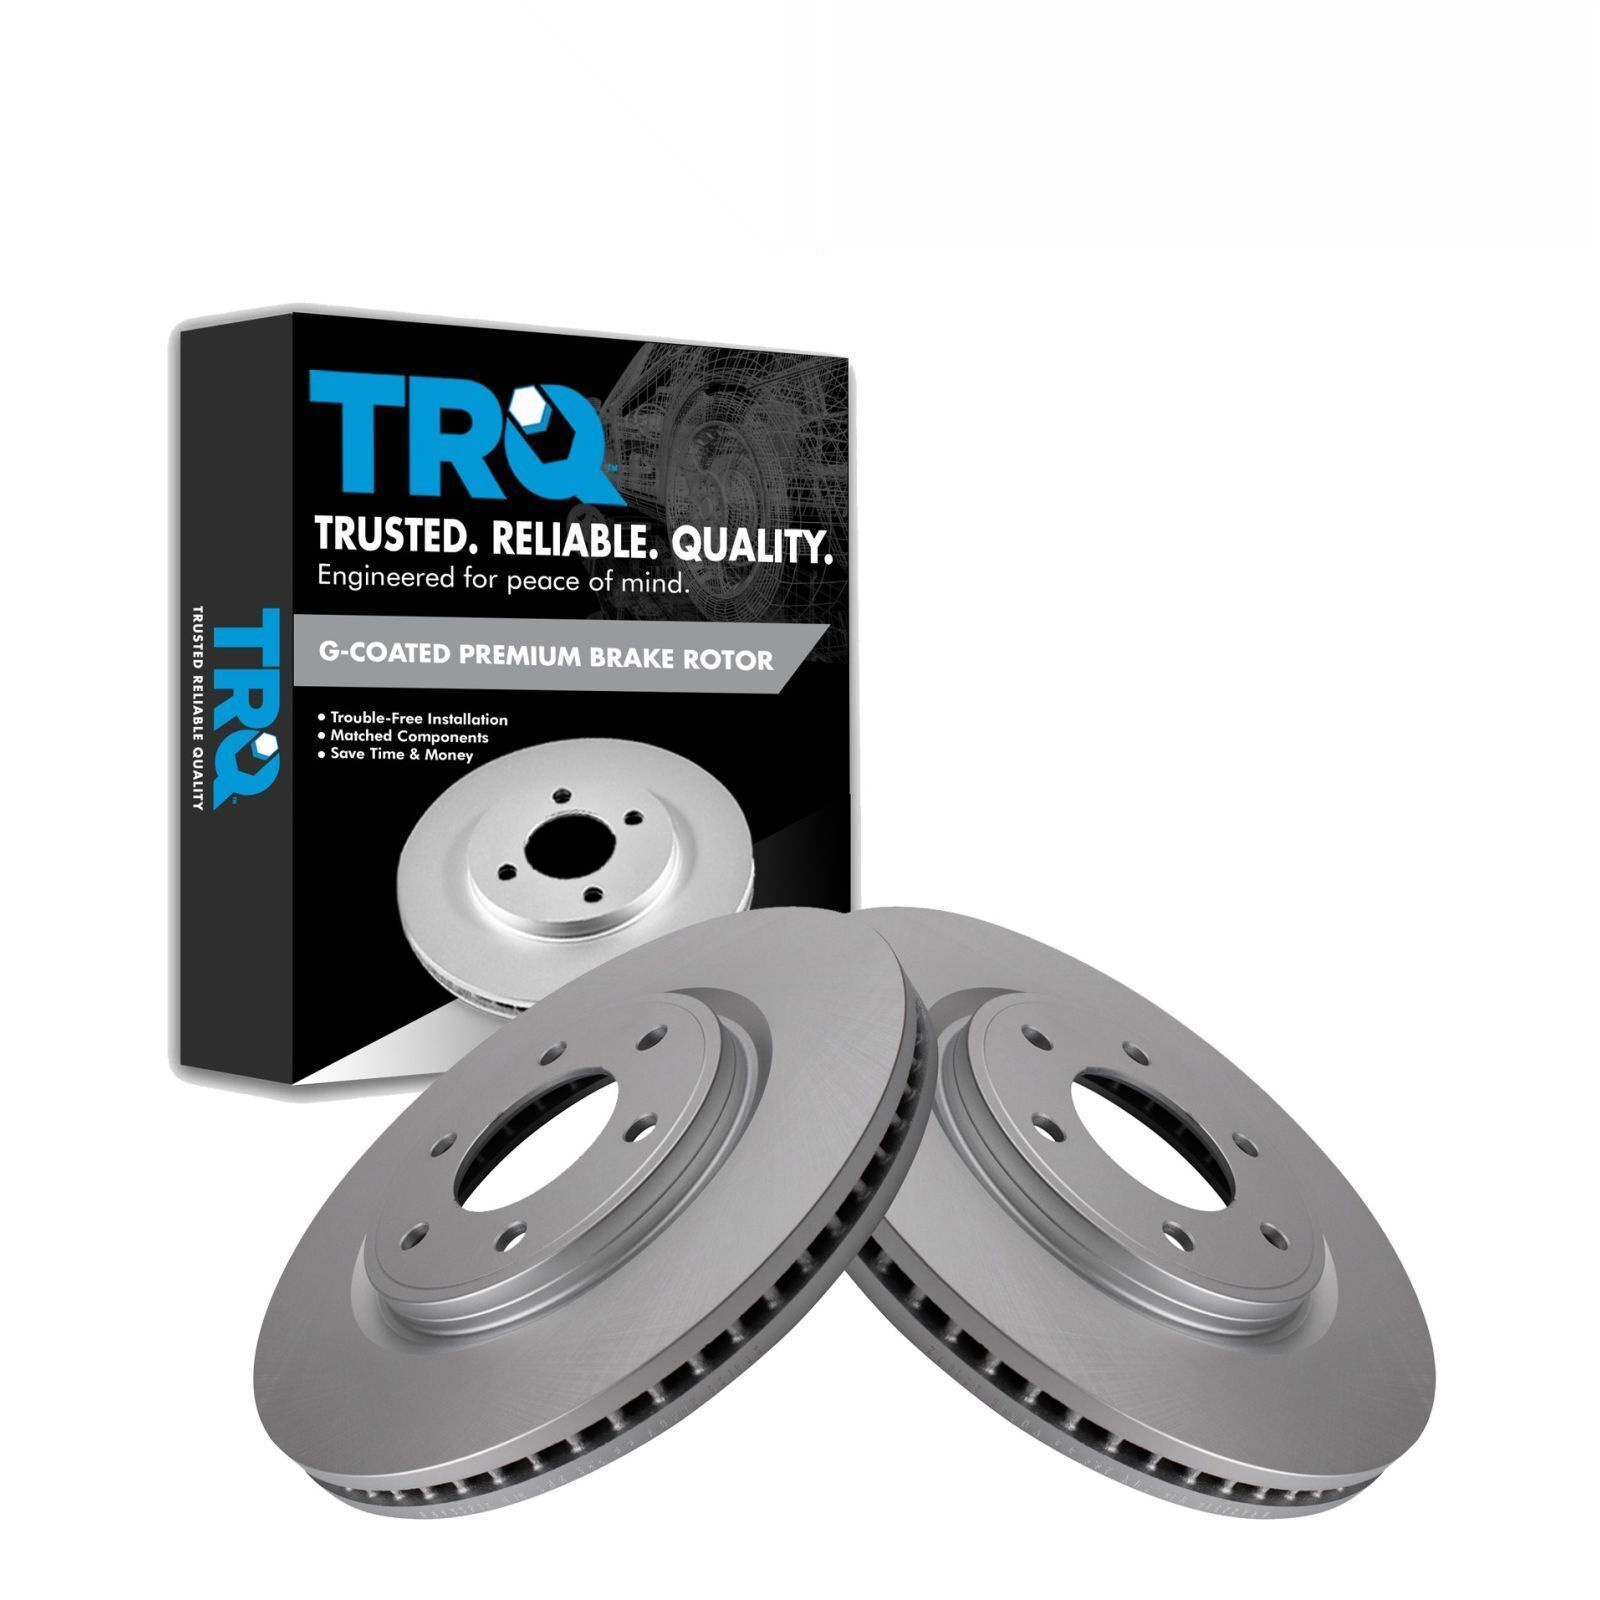 TRQ™
TRUSTED. RELIABLE. QUALITY.
Engineered for peace of mind.
G-COATED PREMIUM BRAKE ROTOR
• Trouble-Free Installation
• Matched Components
• Save Time & Money
TRQ™
TRUSTED RELIABLE QUALITY